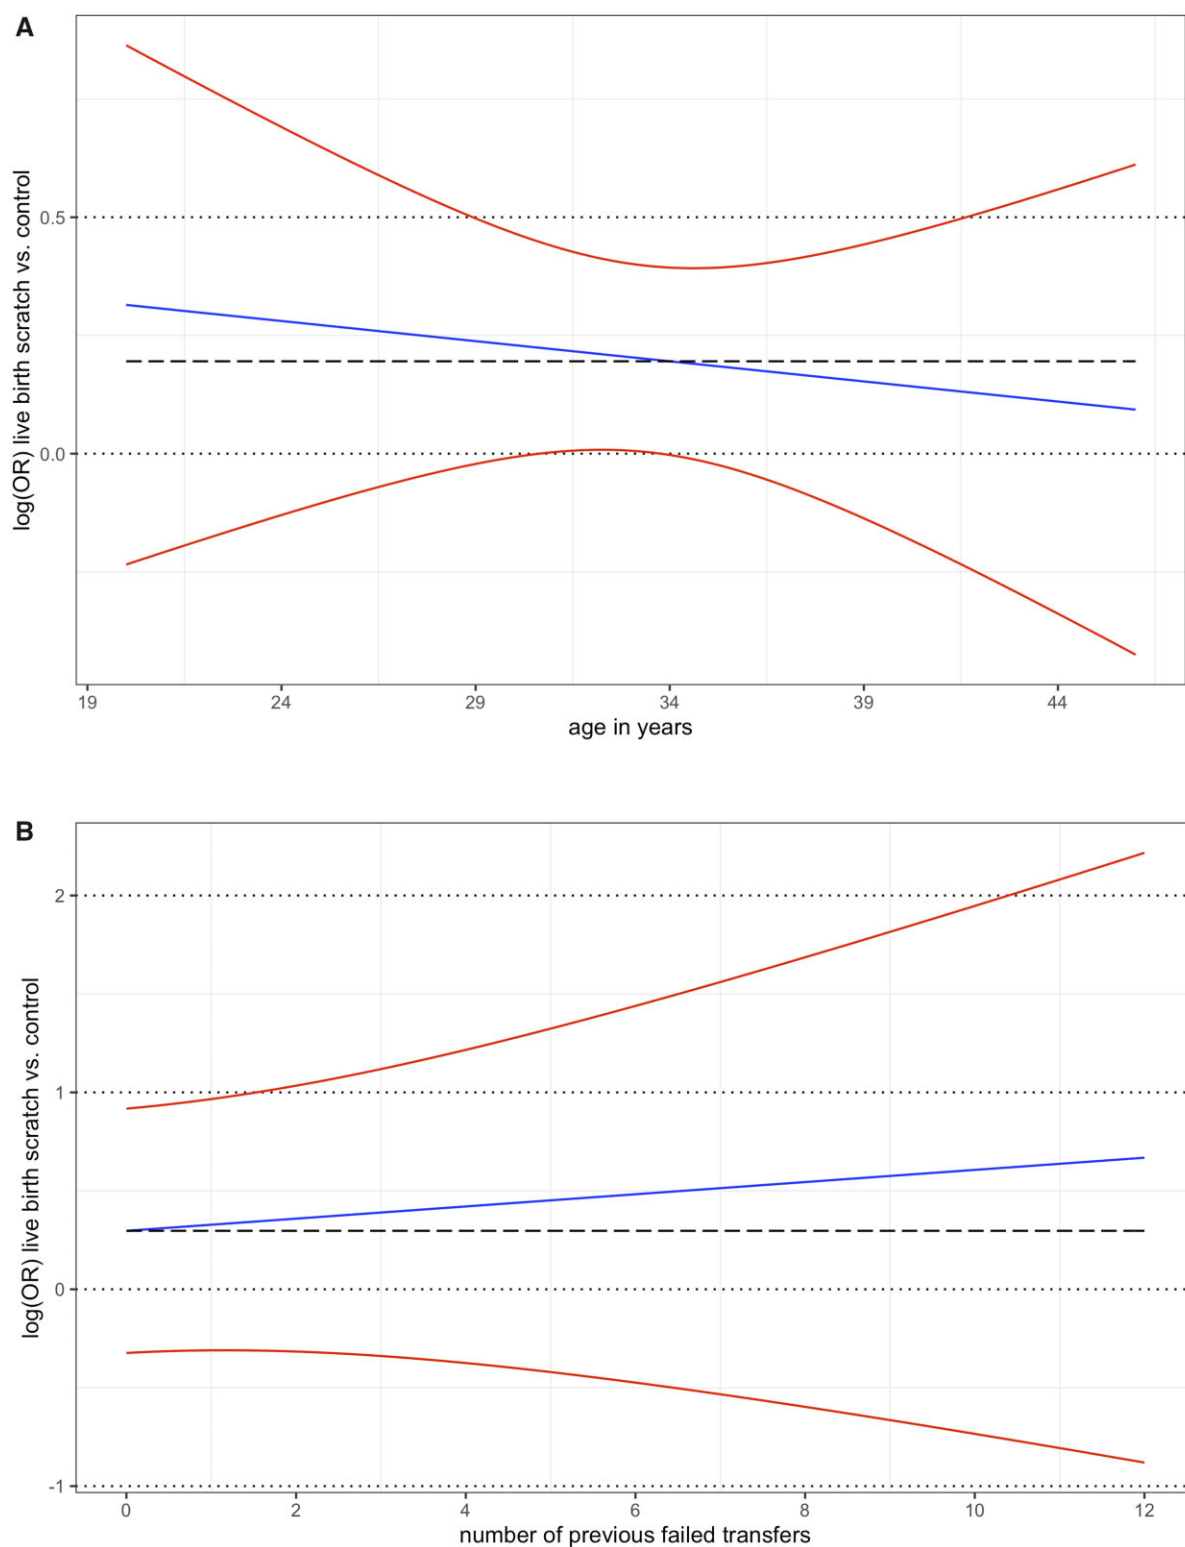 A
log(OR) live birth scratch vs. control
0.5
0.0
19 24 29 34 39 44
age in years
B
log(OR) live birth scratch vs. control
2
1
0
-1
0 2 4 6 8 10 12
number of previous failed transfers